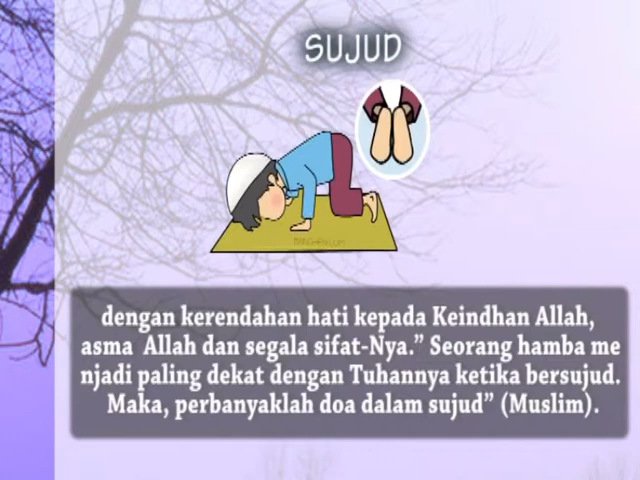 SUJUD
dengan kerendahan hati kepada Keindhan Allah,
asma Allah dan segala sifat-Nya.” Seorang hamba me
njadi paling dekat dengan Tuhannya ketika bersujud.
Maka, perbanyaklah doa dalam sujud” (Muslim).